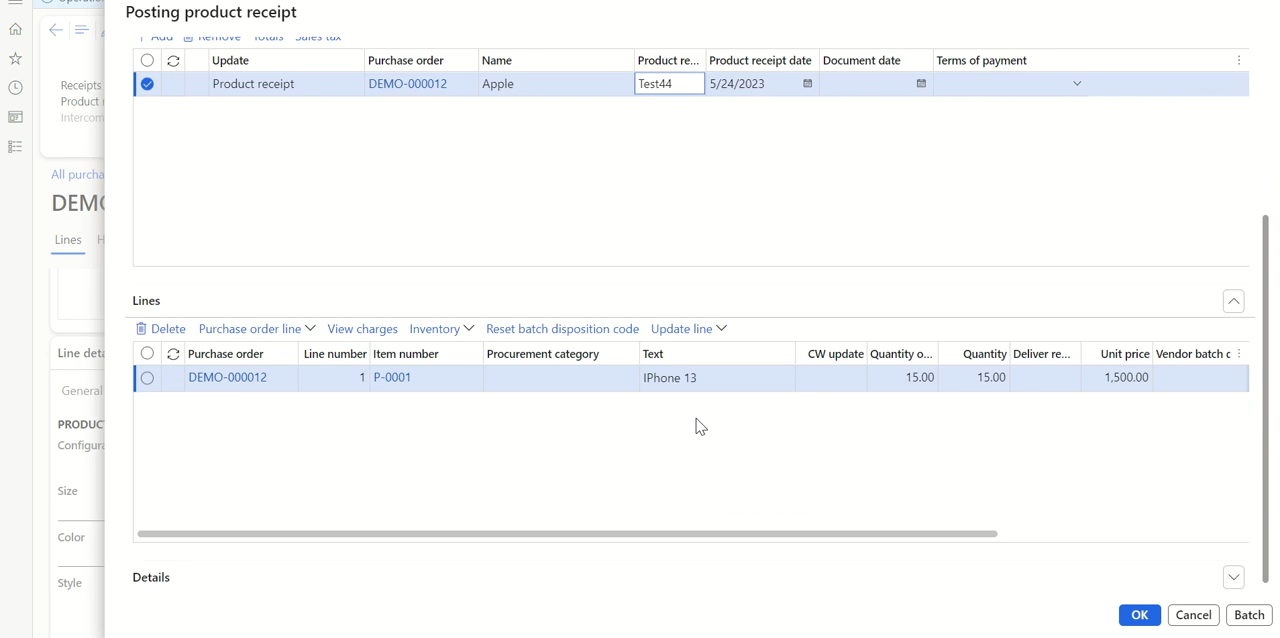 Posting product receipt
Add Remove Totals Sales tax
Update Purchase order Name Product re... Product receipt date Document date Terms of payment
Product receipt DEMO-000012 Apple Test44 5/24/2023
Receipts
Product r
Intercom
All purcha
DEMO
Lines H
Lines
Delete Purchase order line View charges Inventory Reset batch disposition code Update line
Purchase order Line number Item number Procurement category Text CW update Quantity o... Quantity Deliver re... Unit price Vendor batch c
DEMO-000012 1 P-0001 IPhone 13 15.00 15.00 1,500.00
Line deta
General
PRODUC
Configura
Size
Color
Style
Details
OK Cancel Batch